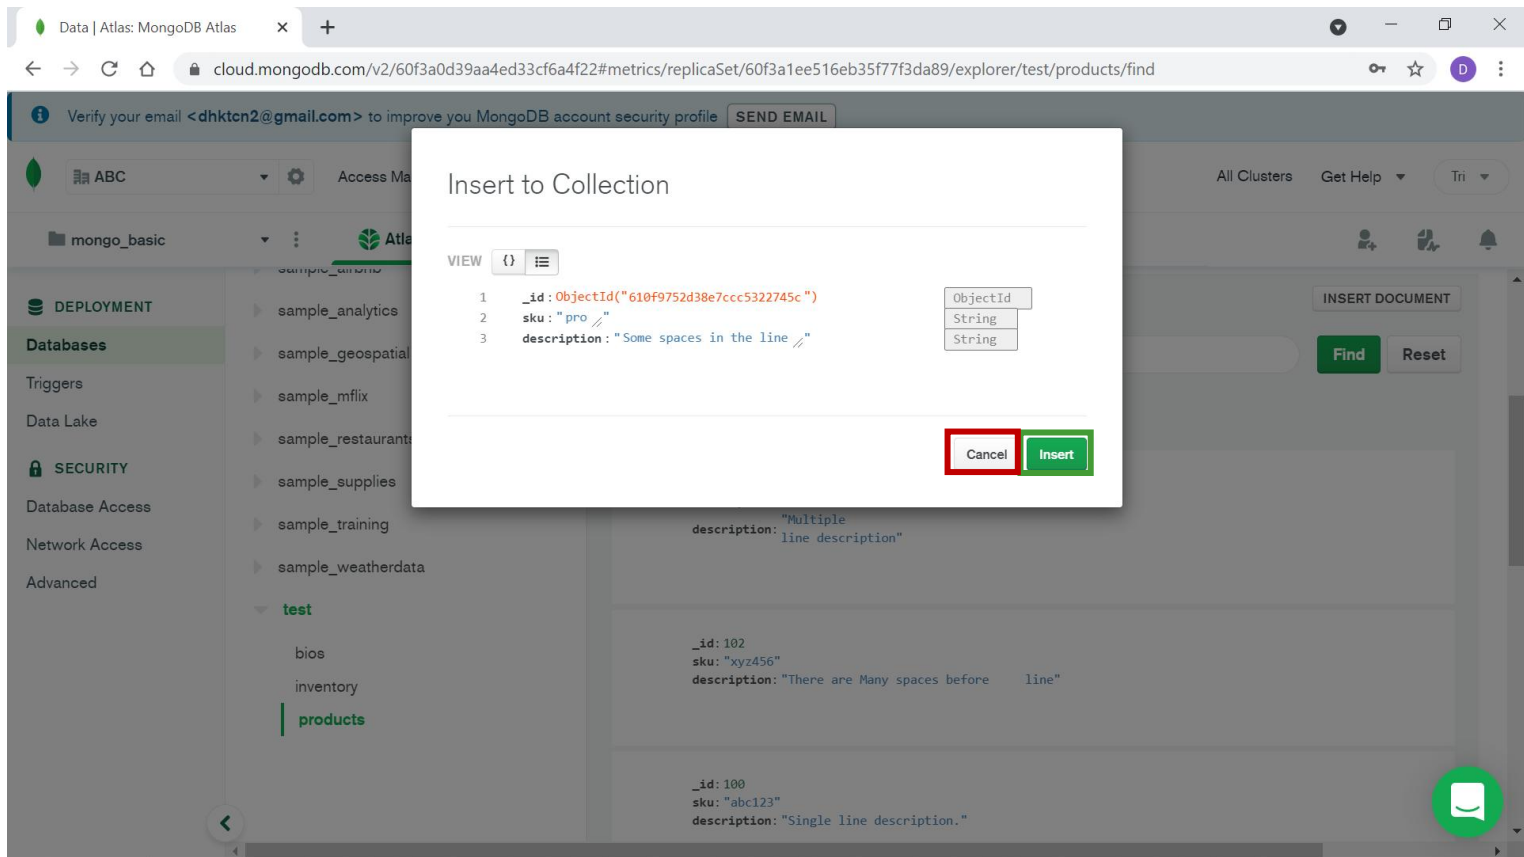 Data | Atlas: MongoDB Atlas
cloud.mongodb.com/v2/60f3a0d39aa4ed33cf6a4f22#metrics/replicaSet/60f3a1ee516eb35f77f3da89/explorer/test/products/find
D
Verify your email <dhktcn2@gmail.com> to improve you MongoDB account security profile SEND EMAIL
ABC
Access Ma
All Clusters
Get Help
Tri
mongo_basic
Atla
Insert to Collection
VIEW {}
1 _id : ObjectId("610f9752d38e7ccc5322745c") ObjectId
2 sku : "pro" String
3 description : "Some spaces in the line" String
Cancel Insert
DEPLOYMENT
Databases
Triggers
Data Lake
SECURITY
Database Access
Network Access
Advanced
sample_airbnb
sample_analytics
sample_geospatial
sample_mflix
sample_restaurants
sample_supplies
sample_training
sample_weatherdata
test
bios
inventory
products
INSERT DOCUMENT
Find Reset
description: "Multiple
line description"
_id: 102
sku: "xyz456"
description: "There are Many spaces before     line"
_id: 100
sku: "abc123"
description: "Single line description."